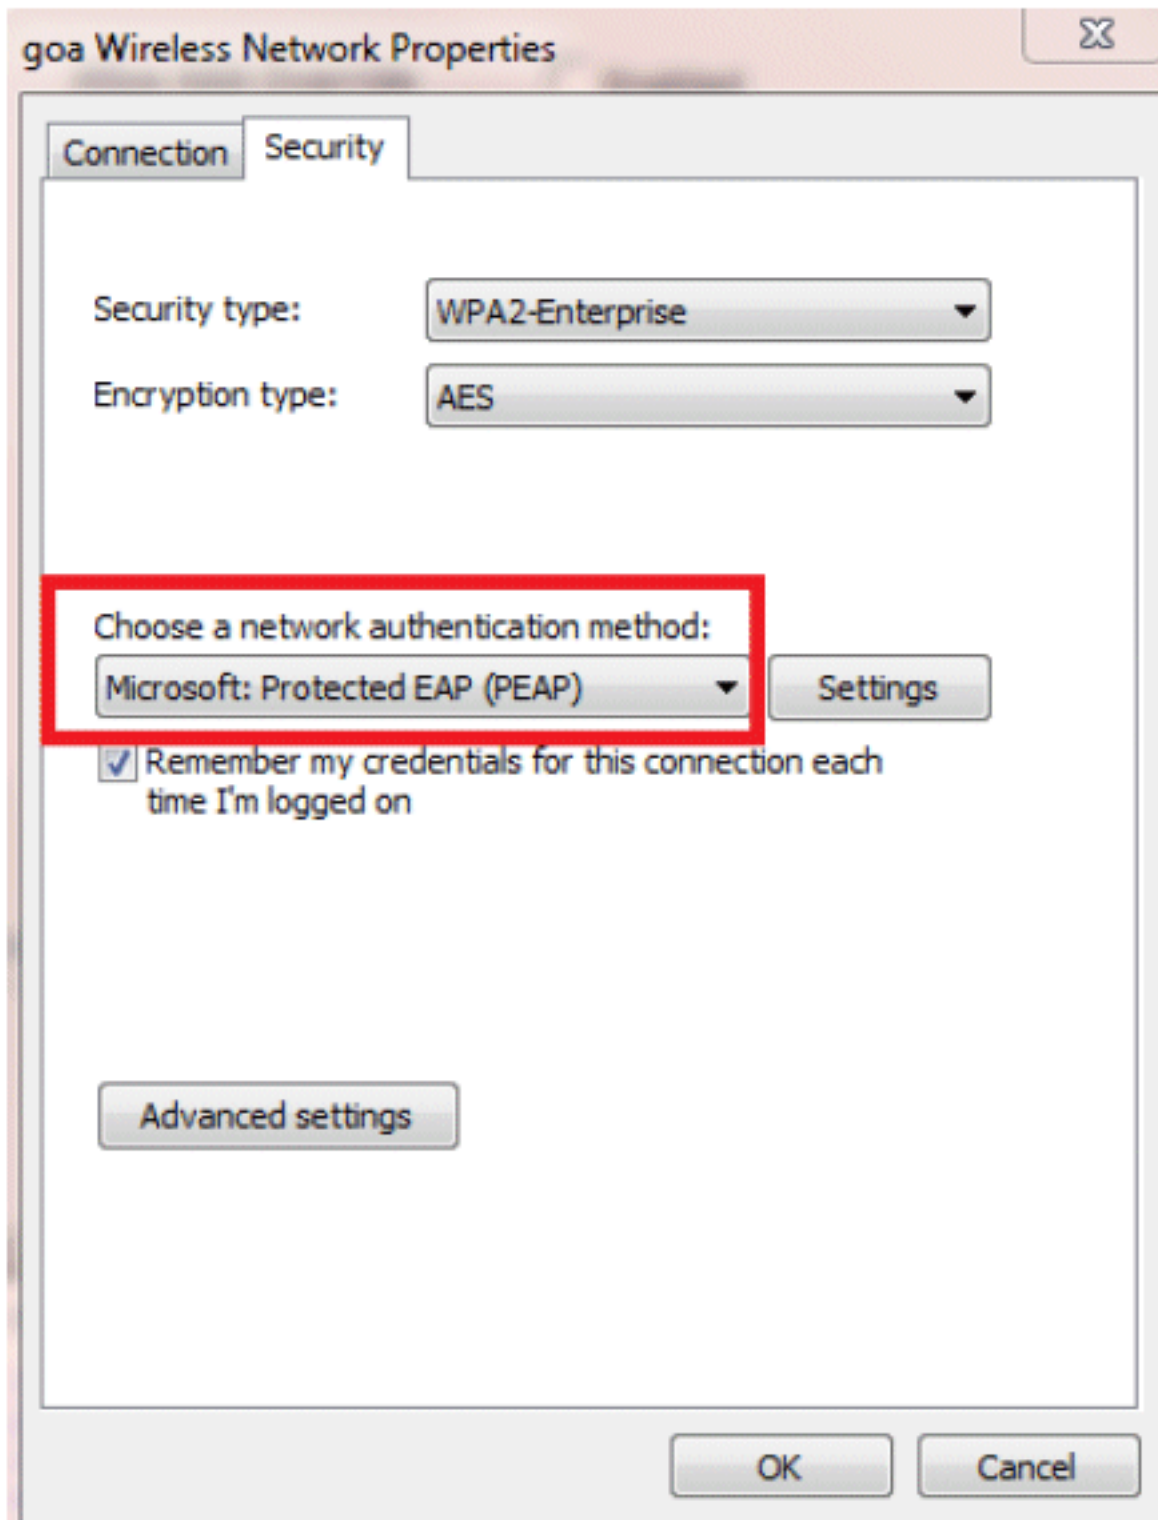 goa Wireless Network Properties
Connection
Security
Security type:
WPA2-Enterprise
Encryption type:
AES
Choose a network authentication method:
Microsoft: Protected EAP (PEAP)
Settings
Remember my credentials for this connection each
time I'm logged on
Advanced settings
OK
Cancel